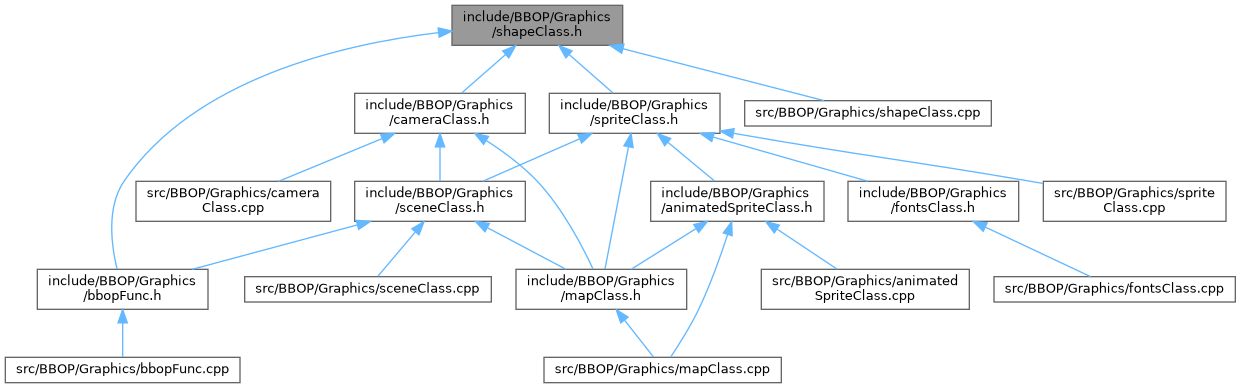 include/BBOP/Graphics
/shapeClass.h
include/BBOP/Graphics
/cameraClass.h
include/BBOP/Graphics
/spriteClass.h
src/BBOP/Graphics/shapeClass.cpp
src/BBOP/Graphics/camera
Class.cpp
include/BBOP/Graphics
/sceneClass.h
include/BBOP/Graphics
/animatedSpriteClass.h
include/BBOP/Graphics
/fontsClass.h
src/BBOP/Graphics/sprite
Class.cpp
include/BBOP/Graphics
/bbopFunc.h
src/BBOP/Graphics/sceneClass.cpp
include/BBOP/Graphics
/mapClass.h
src/BBOP/Graphics/animated
SpriteClass.cpp
src/BBOP/Graphics/fontsClass.cpp
src/BBOP/Graphics/bbopFunc.cpp
src/BBOP/Graphics/mapClass.cpp